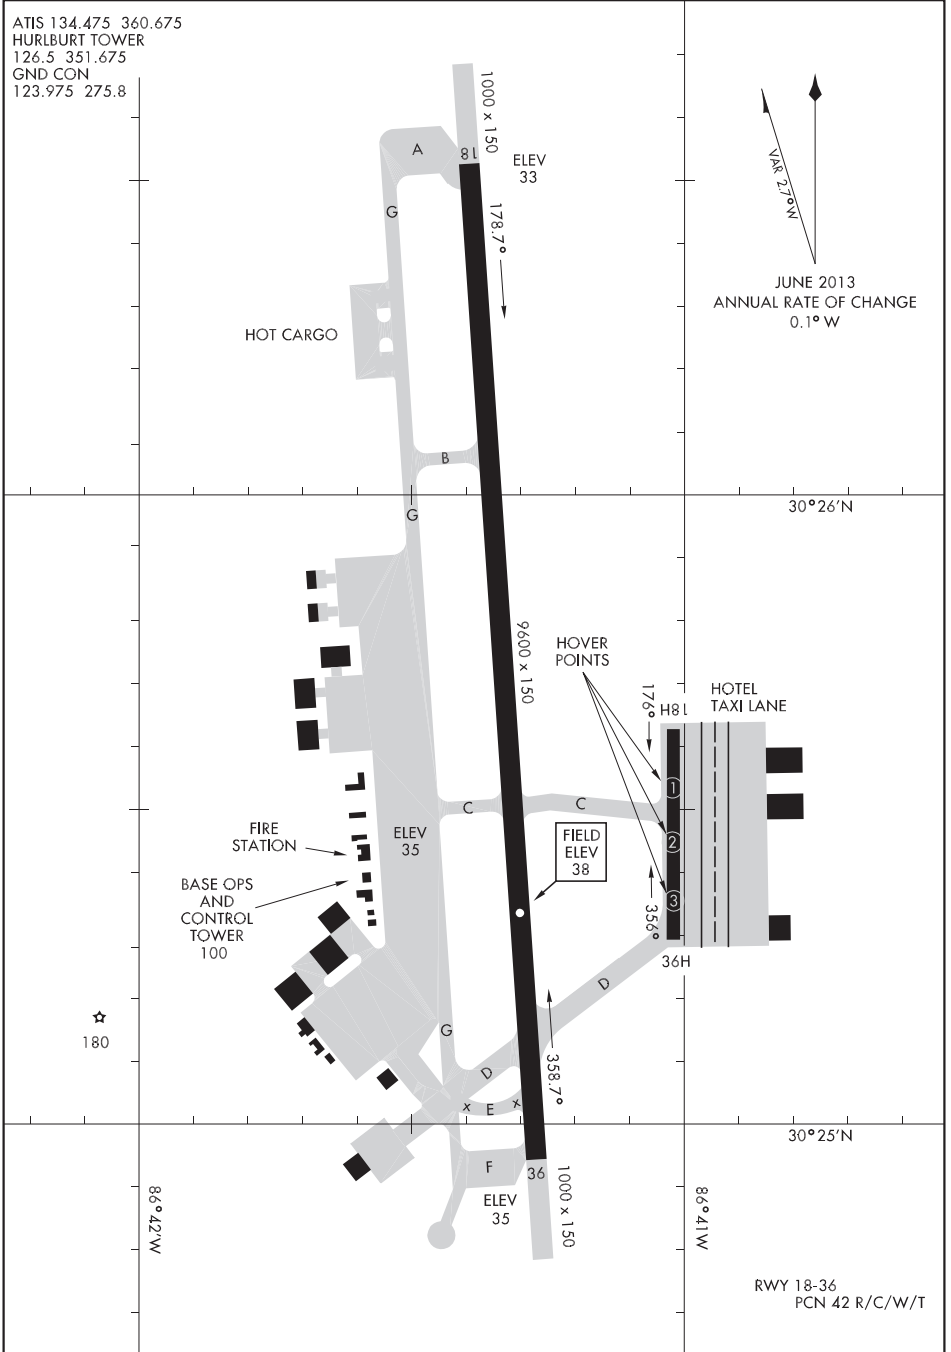 ATIS 134.475 360.675
HURLBURT TOWER
126.5 351.675
GND CON
123.975 275.8
1000 x 150
A
18
ELEV
33
G
178.7°
VAR 2.7°W
JUNE 2013
ANNUAL RATE OF CHANGE
0.1° W
HOT CARGO
B
G
30°26'N
9600 x 150
HOVER
POINTS
176°
18H
HOTEL
TAXI LANE
1
C
C
2
FIRE
STATION
ELEV
35
FIELD
ELEV
38
3
BASE OPS
AND
CONTROL
TOWER
100
356°
36H
D
180
G
D
358.7°
x E x
30°25'N
F
36
ELEV
35
1000 x 150
86°42'W
86°41'W
RWY 18-36
PCN 42 R/C/W/T